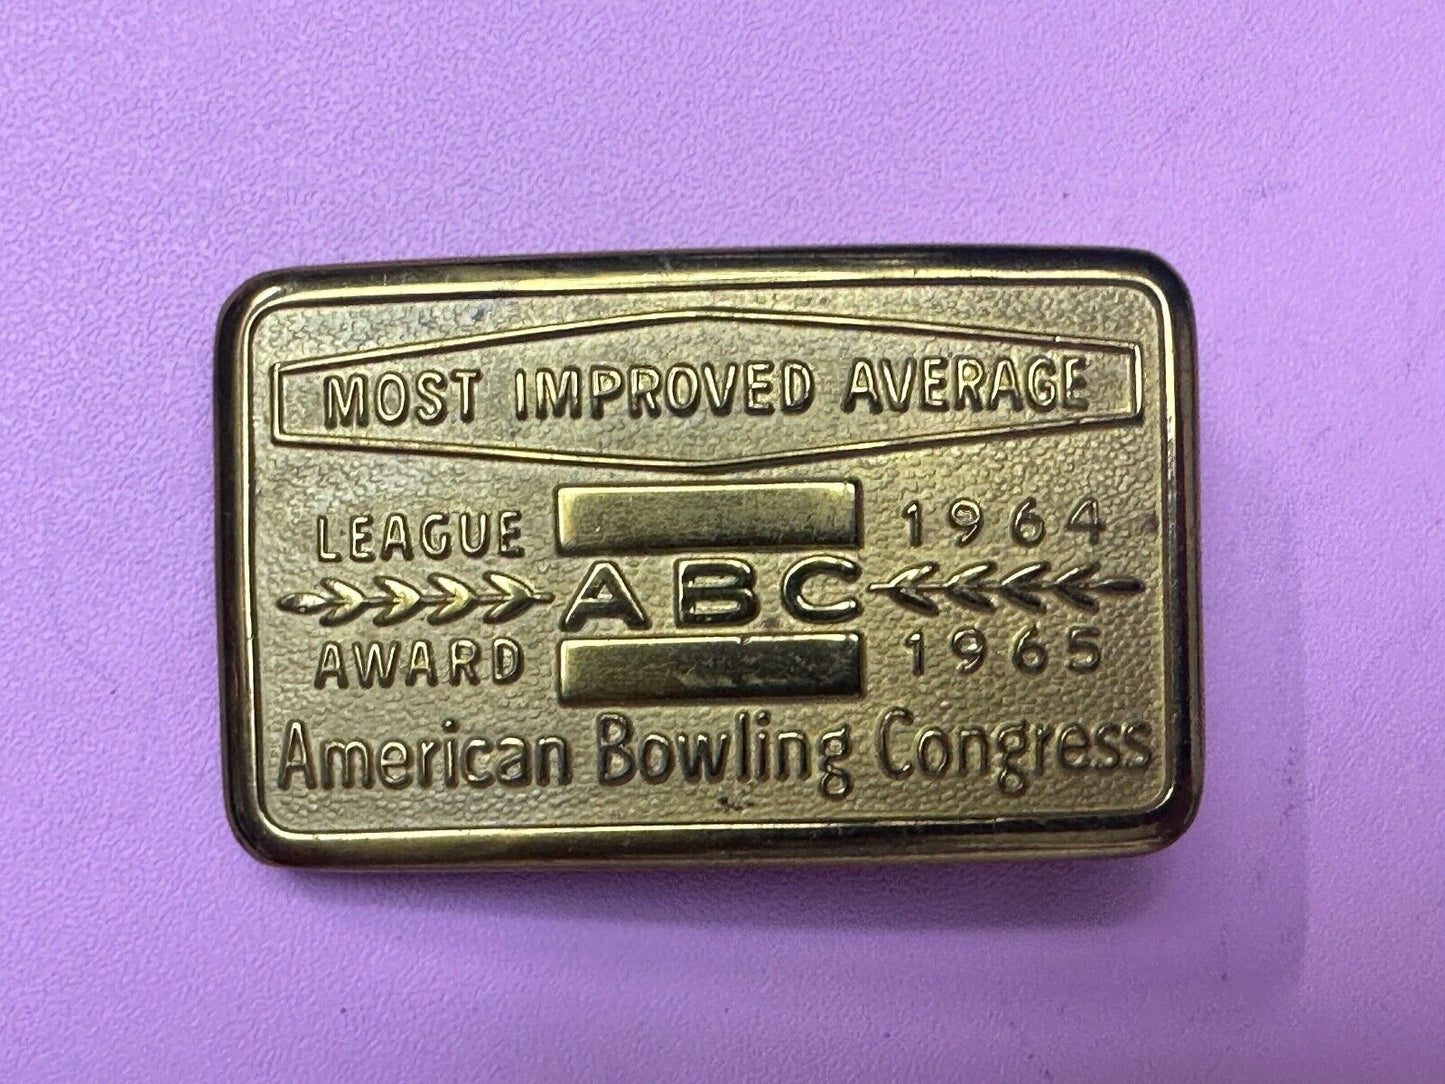 MOST IMPROVED AVERAGE
LEAGUE 1964
ABC
AWARD 1965
American Bowling Congress